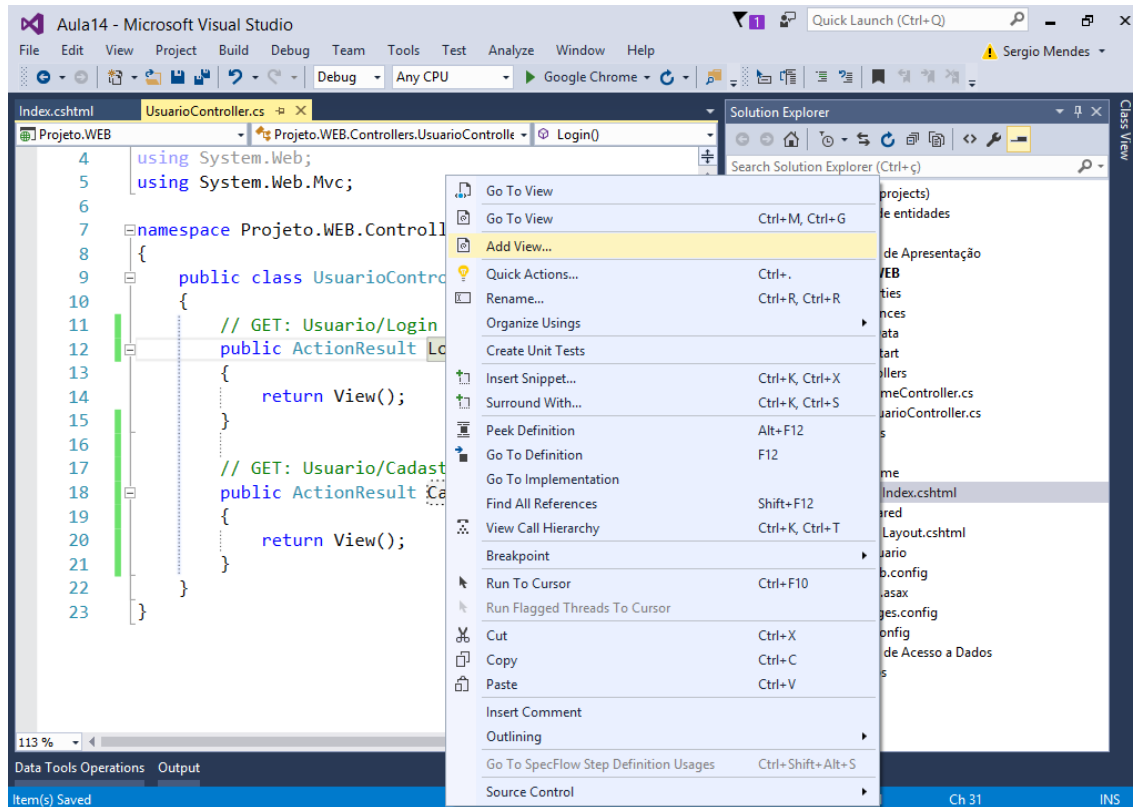 Aula14 - Microsoft Visual Studio
1
Quick Launch (Ctrl+Q)
File Edit View Project Build Debug Team Tools Test Analyze Window Help
Sergio Mendes
Debug Any CPU Google Chrome
Index.cshtml UsuarioController.cs
Projeto.WEB Projeto.WEB.Controllers.UsuarioControlle Login()
4 using System.Web;
5 using System.Web.Mvc;
6
7 namespace Projeto.WEB.Controll
8 {
9 public class UsuarioContro
10 {
11 // GET: Usuario/Login
12 public ActionResult Lo
13 {
14 return View();
15 }
16
17 // GET: Usuario/Cadast
18 public ActionResult Ca
19 {
20 return View();
21 }
22 }
23 }
113 %
Go To View
Go To View Ctrl+M, Ctrl+G
Add View...
Quick Actions... Ctrl+.
Rename... Ctrl+R, Ctrl+R
Organize Usings
Create Unit Tests
Insert Snippet... Ctrl+K, Ctrl+X
Surround With... Ctrl+K, Ctrl+S
Peek Definition Alt+F12
Go To Definition F12
Go To Implementation
Find All References Shift+F12
View Call Hierarchy Ctrl+K, Ctrl+T
Breakpoint
Run To Cursor Ctrl+F10
Run Flagged Threads To Cursor
Cut Ctrl+X
Copy Ctrl+C
Paste Ctrl+V
Insert Comment
Outlining
Go To SpecFlow Step Definition Usages Ctrl+Shift+Alt+S
Source Control
Solution Explorer
Search Solution Explorer (Ctrl+ç)
projects)
de entidades
de Apresentação
WEB
ties
nces
ata
tart
ollers
meController.cs
uarioController.cs
s
me
Index.cshtml
ared
Layout.cshtml
uario
b.config
.asax
ges.config
onfig
de Acesso a Dados
s
Class View
Data Tools Operations Output
Item(s) Saved Ch 31 INS